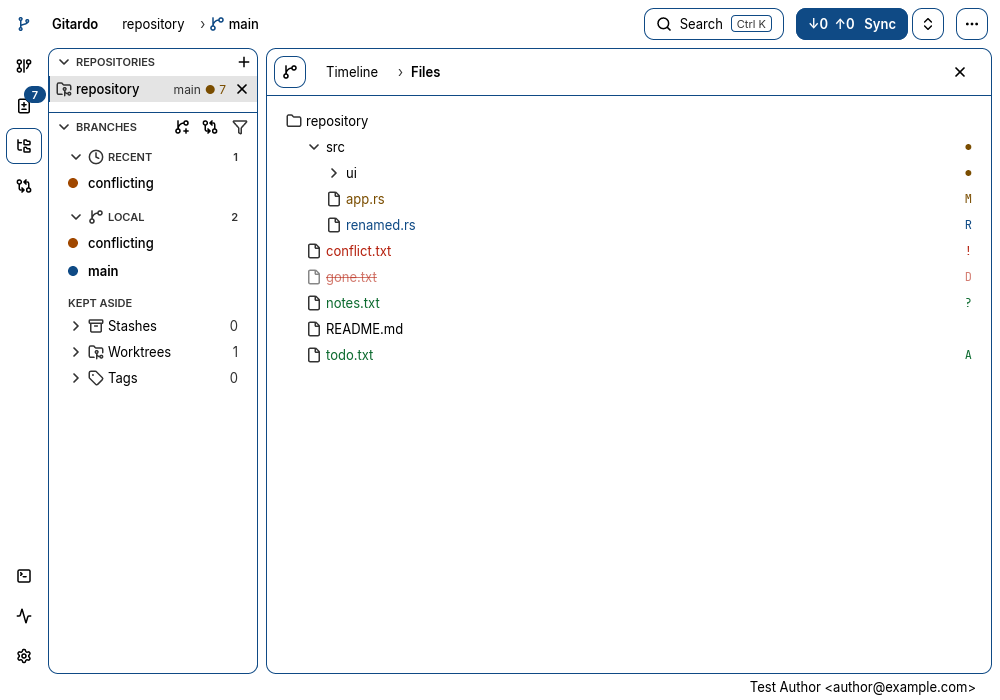 Gitardo repository › main Search Ctrl K ↓0 ↑0 Sync
7
REPOSITORIES
repository main 7
BRANCHES
RECENT 1
conflicting
LOCAL 2
conflicting
main
KEPT ASIDE
Stashes 0
Worktrees 1
Tags 0
Timeline › Files
repository
src
ui
app.rs M
renamed.rs R
conflict.txt !
gone.txt D
notes.txt ?
README.md
todo.txt A
Test Author <author@example.com>